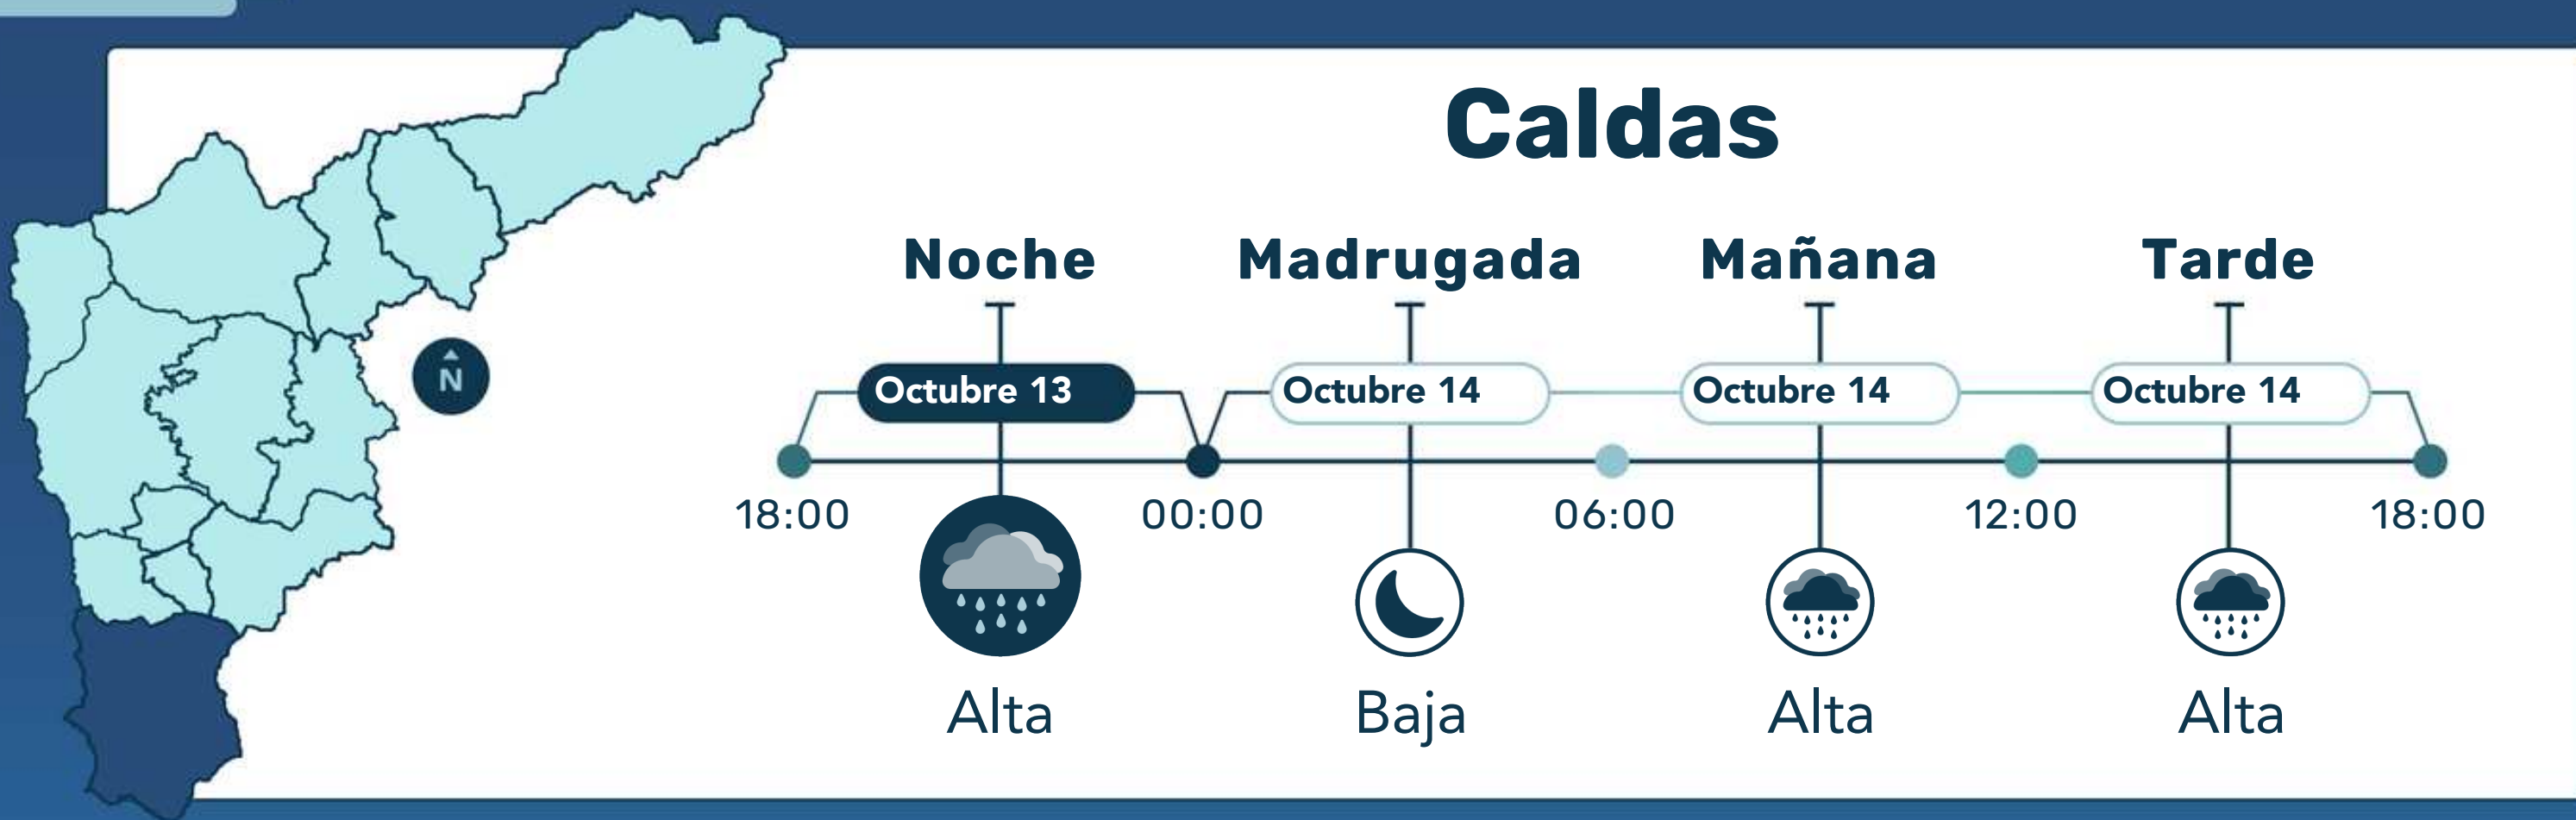 Caldas
Noche Madrugada Mañana Tarde
Octubre 13 Octubre 14 Octubre 14 Octubre 14
N
18:00 00:00 06:00 12:00 18:00
Alta Baja Alta Alta